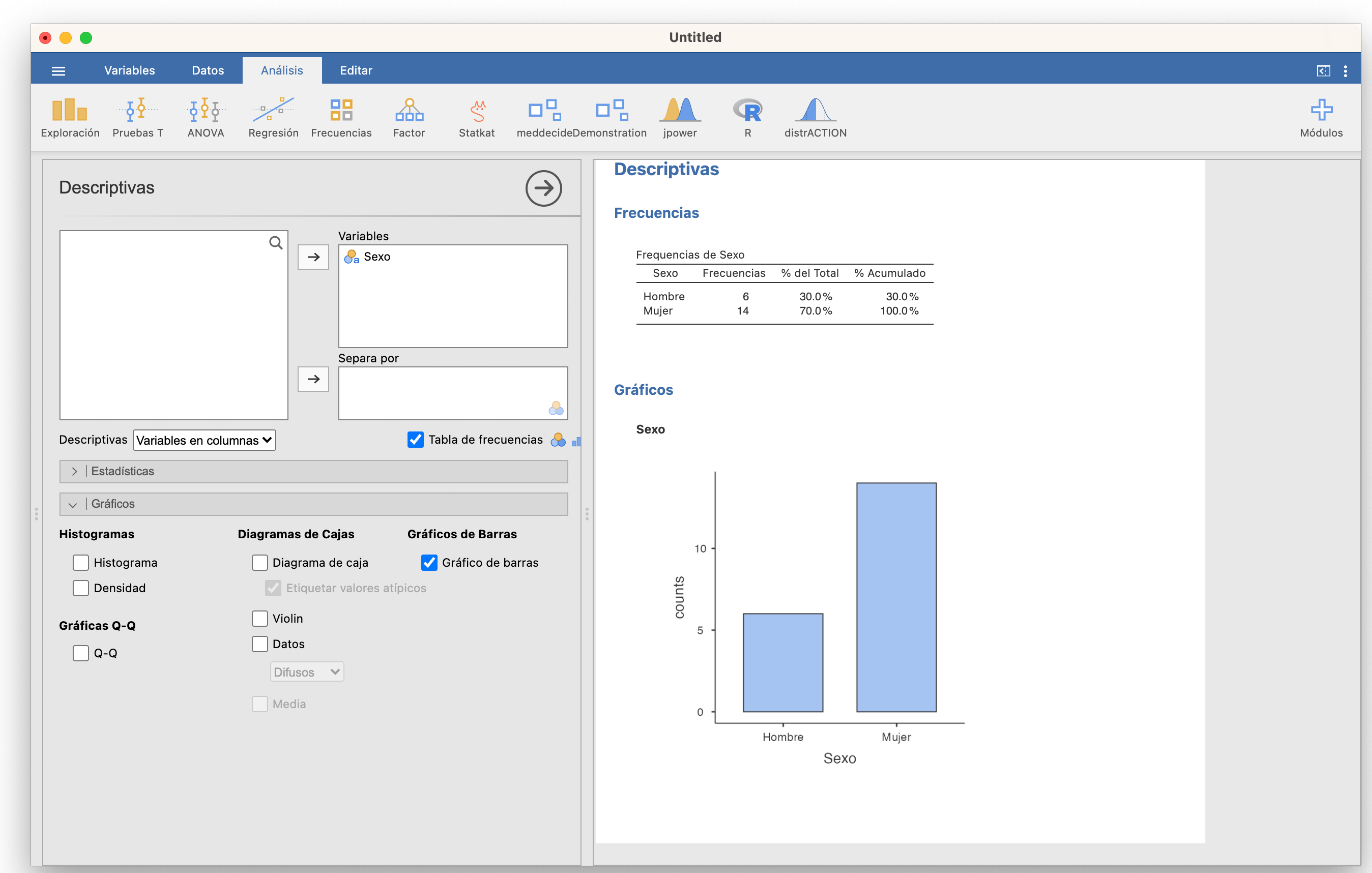 Untitled
Variables Datos Análisis Editar
Exploración Pruebas T ANOVA Regresión Frecuencias Factor Statkat meddecide Demonstration jpower R distrACTION Módulos
Descriptivas
Variables
Sexo
Separa por
Descriptivas Variables en columnas Tabla de frecuencias
Estadísticas
Gráficos
Histogramas Diagramas de Cajas Gráficos de Barras
Histograma Diagrama de caja Gráfico de barras
Densidad Etiquetar valores atípicos
Violin
Gráficas Q-Q
Datos
Q-Q
Difusos
Media
Descriptivas
Frecuencias
Frequencias de Sexo
Sexo Frecuencias % del Total % Acumulado
Hombre 6 30.0% 30.0%
Mujer 14 70.0% 100.0%
Gráficos
Sexo
10
5
0
counts
Hombre Mujer
Sexo